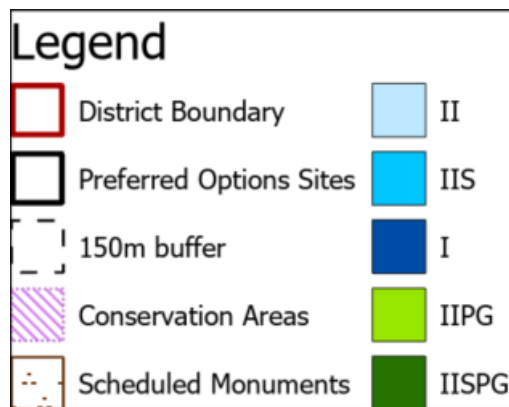 Legend
District Boundary
Preferred Options Sites
150m buffer
Conservation Areas
Scheduled Monuments
II
IIS
I
IIPG
IISPG